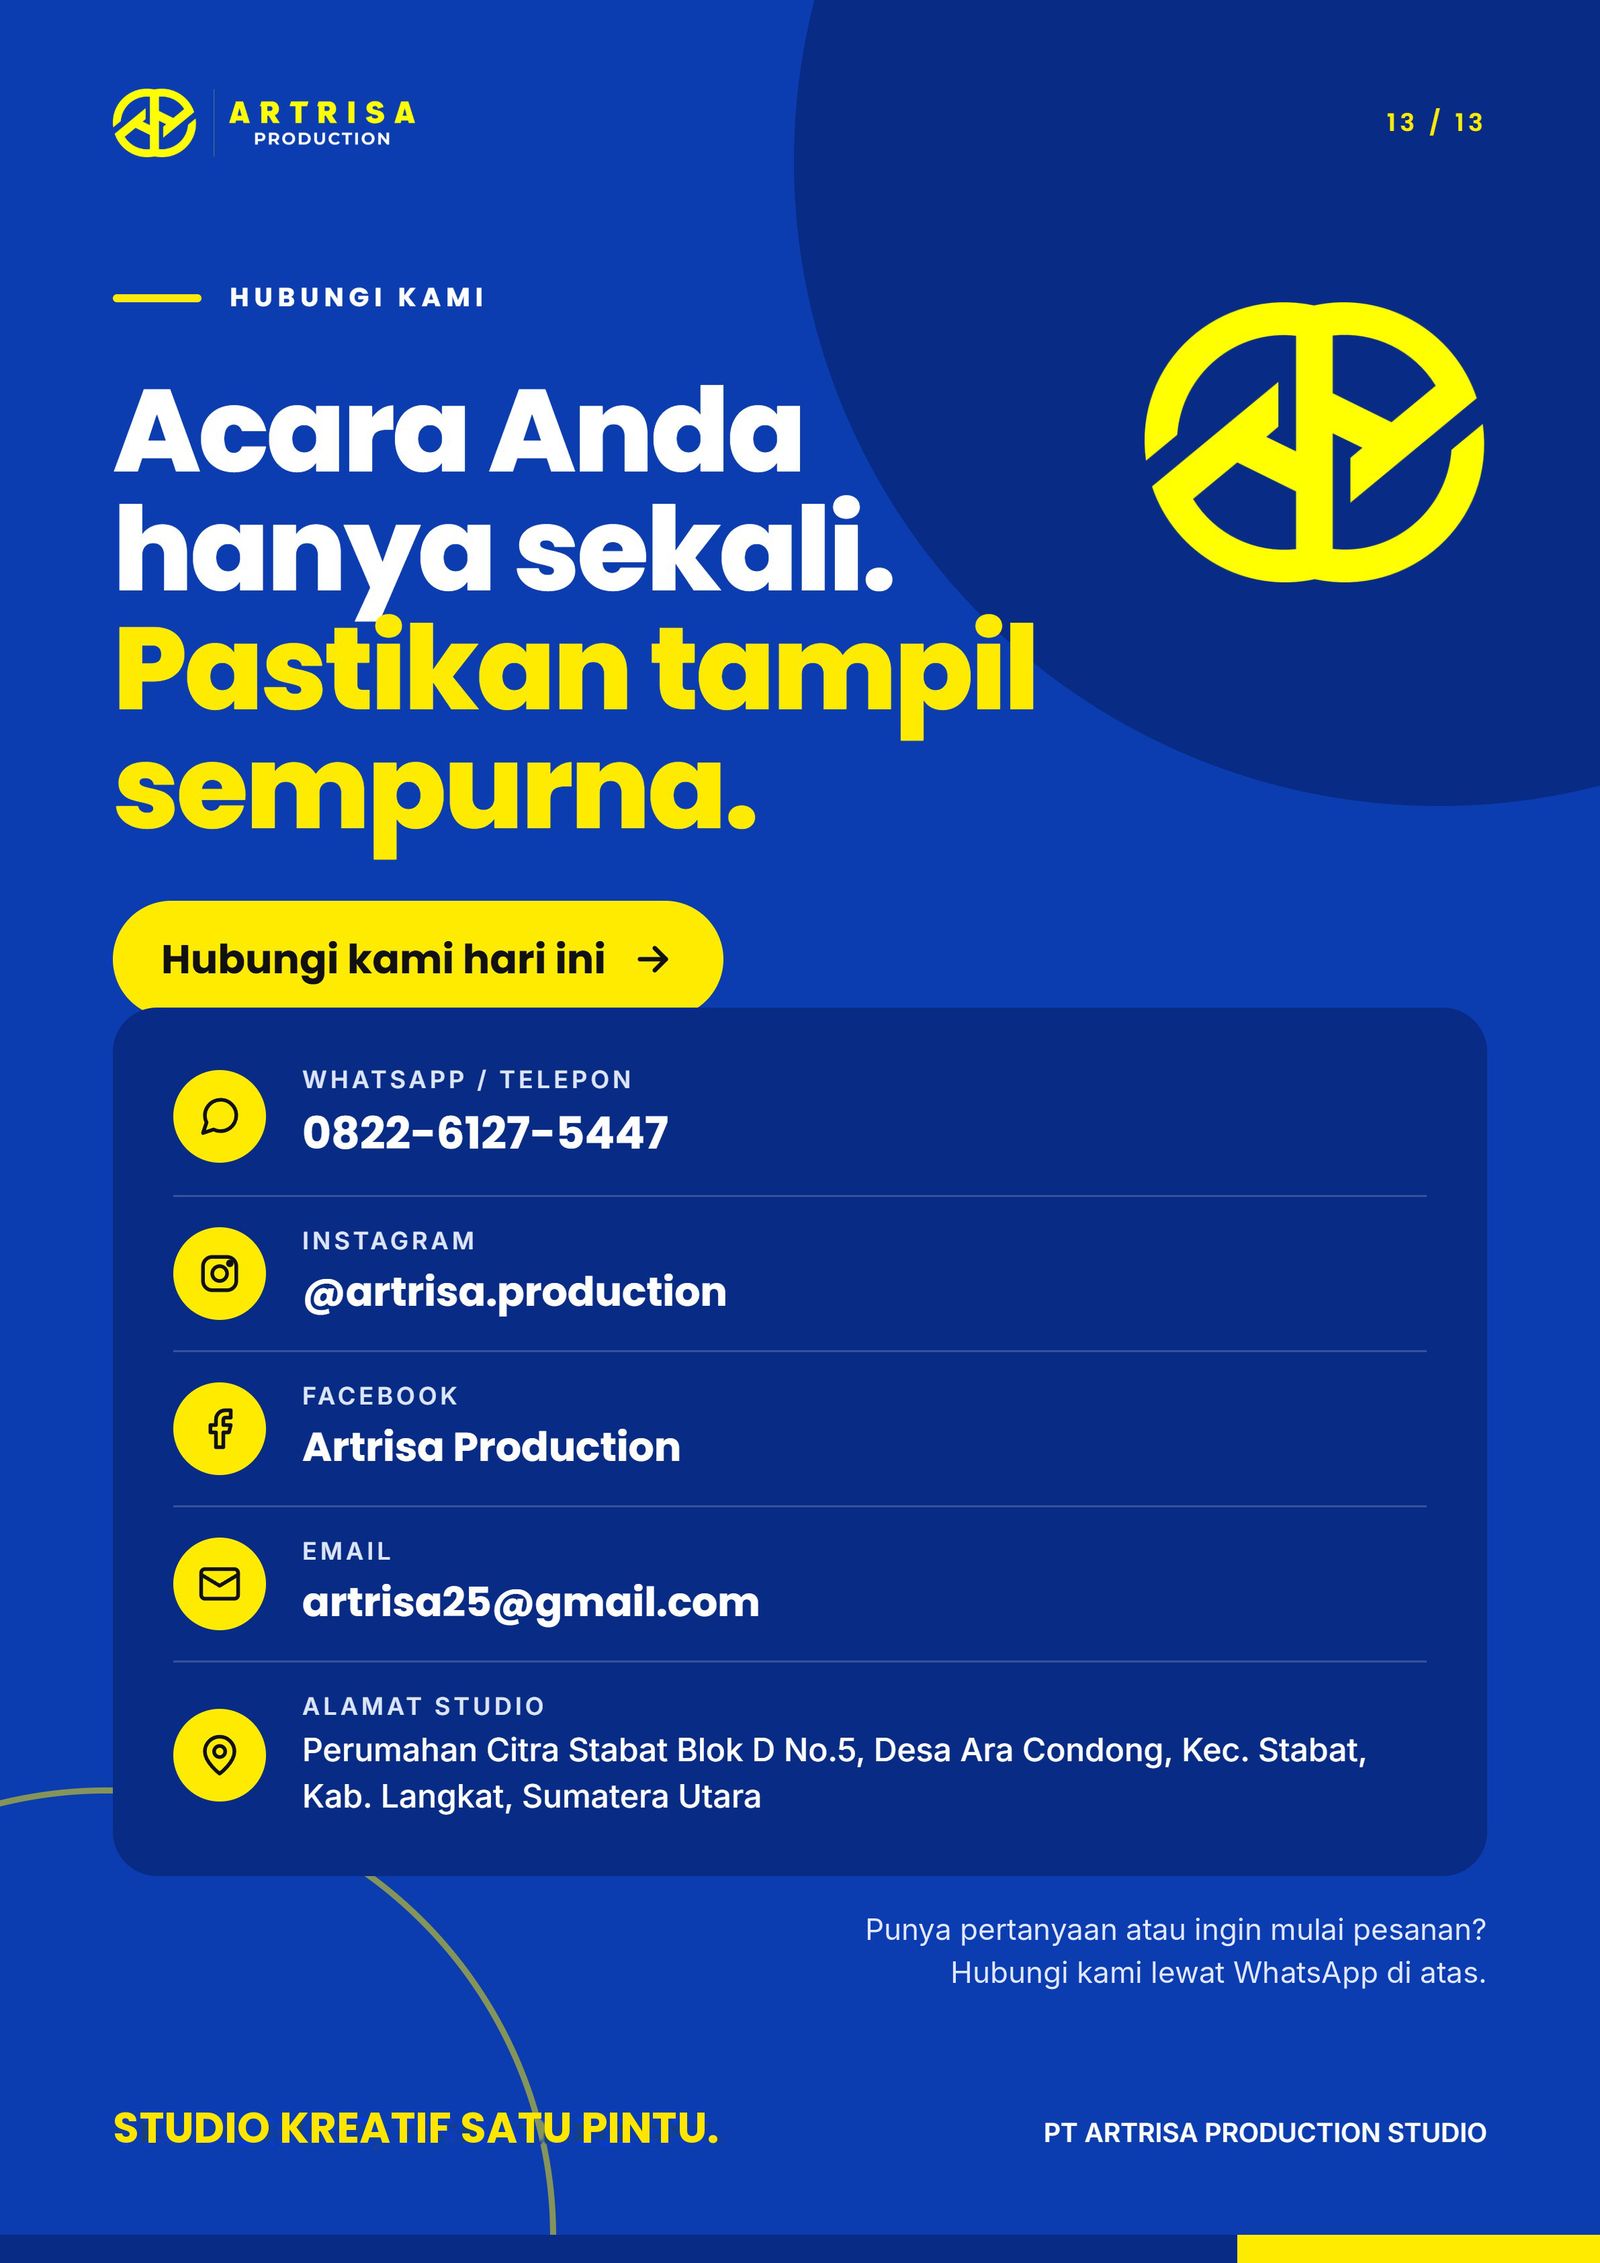 ARTRISA
PRODUCTION
13 / 13
HUBUNGI KAMI
Acara Anda
hanya sekali.
Pastikan tampil
sempurna.
Hubungi kami hari ini →
WHATSAPP / TELEPON
0822-6127-5447
INSTAGRAM
@artrisa.production
FACEBOOK
Artrisa Production
EMAIL
artrisa25@gmail.com
ALAMAT STUDIO
Perumahan Citra Stabat Blok D No.5, Desa Ara Condong, Kec. Stabat,
Kab. Langkat, Sumatera Utara
Punya pertanyaan atau ingin mulai pesanan?
Hubungi kami lewat WhatsApp di atas.
STUDIO KREATIF SATU PINTU.
PT ARTRISA PRODUCTION STUDIO